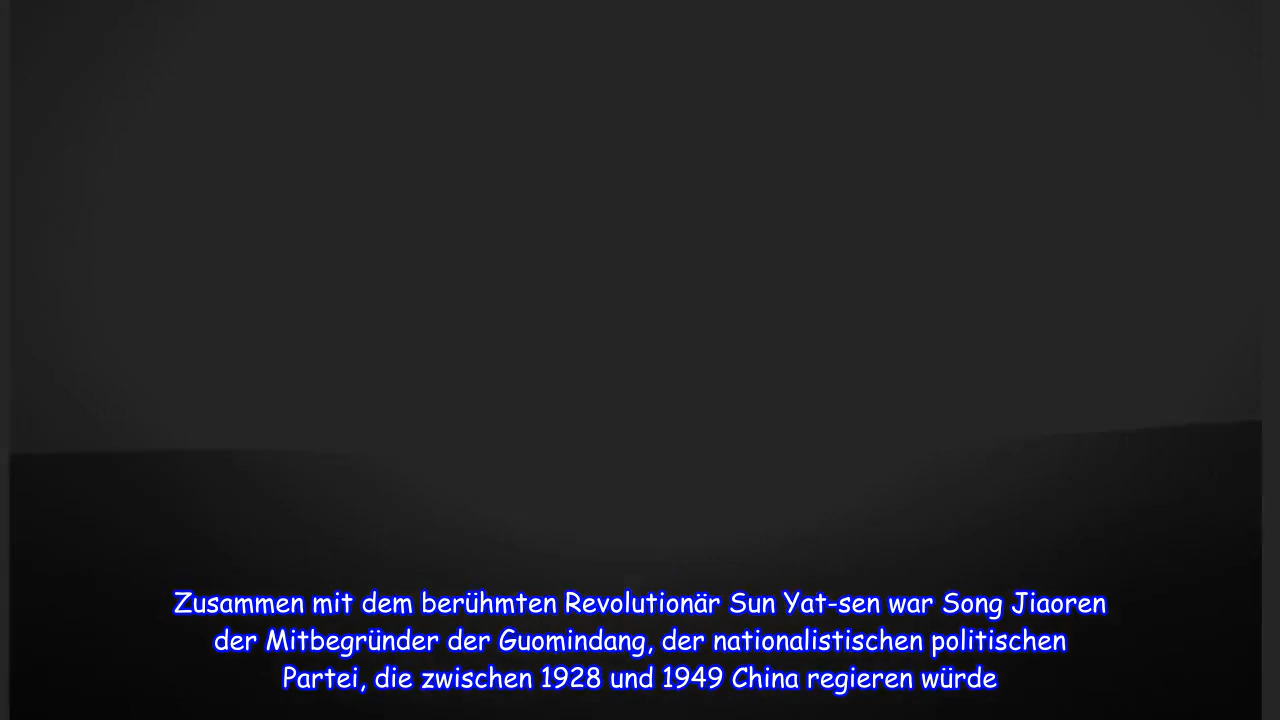 Zusammen mit dem berühmten Revolutionär Sun Yat-sen war Song Jiaoren
der Mitbegründer der Guomindang, der nationalistischen politischen
Partei, die zwischen 1928 und 1949 China regieren würde